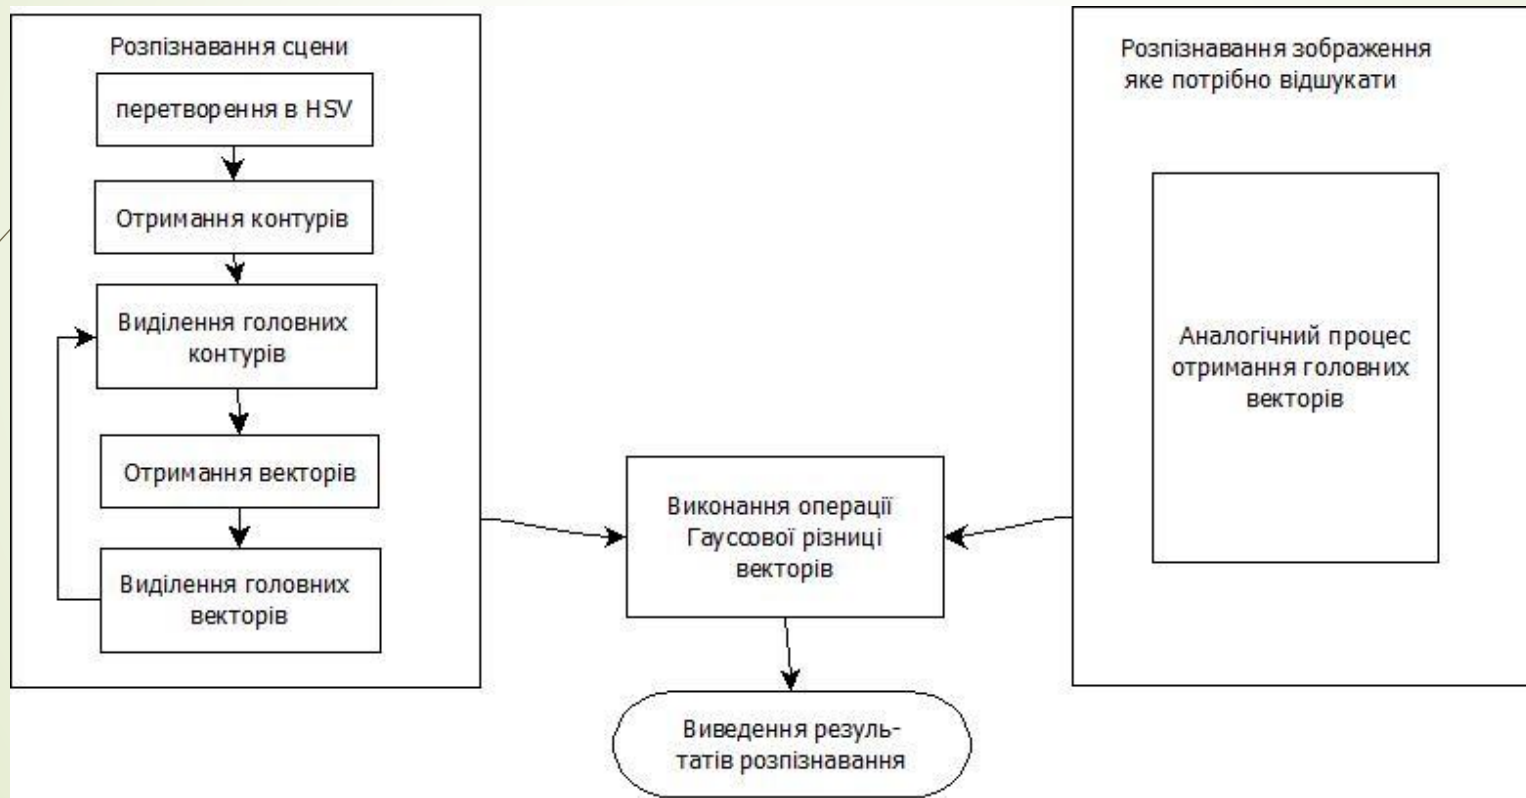 Розпізнавання сцени
перетворення в HSV
Отримання контурів
Виділення головних
контурів
Отримання векторів
Виділення головних
векторів
Виконання операції
Гауссової різниці
векторів
Виведення резуль-
татів розпізнавання
Розпізнавання зображення
яке потрібно відшукати
Аналогічний процес
отримання головних
векторів